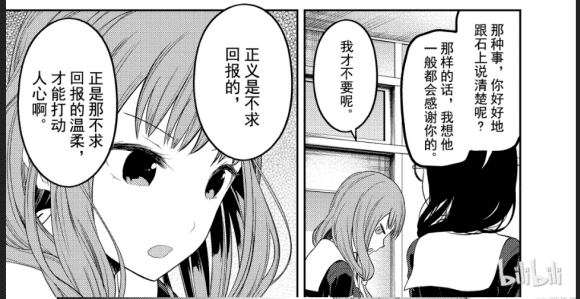 那种事，你好好地
跟石上说清楚呢？
那样的话，我想他
一般都会感谢你的。
我才不要呢。
正义是不求
回报的，
正是那不求
回报的温柔，
才能打动
人心啊。
bilibili